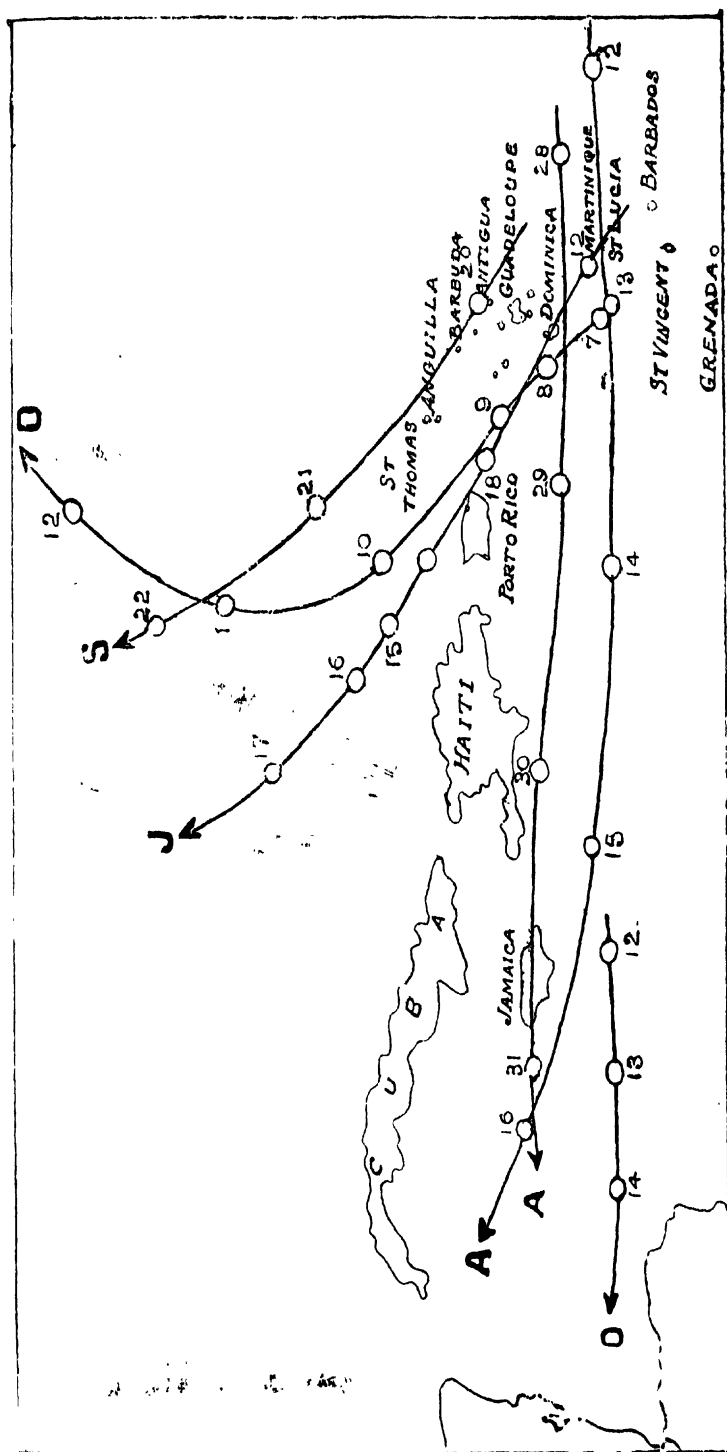 O
12
1
10
9
8
7
S
22
21
20
J
17
16
15
18
12
A
16
15
14
13
12
A
31
30
29
28
O
14
13
12
CUBA
JAMAICA
HAITI
PORTO RICO
ST
THOMAS
ANGUILLA
BARBUDA
ANTIGUA
GUADELOUPE
DOMINICA
MARTINIQUE
ST LUCIA
BARBADOS
ST VINCENT
GRENADA